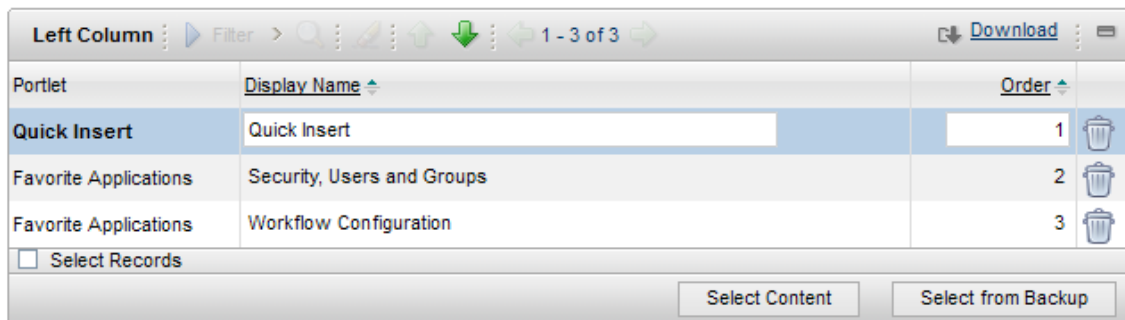 Left Column Filter 1 - 3 of 3 Download
Portlet Display Name Order
Quick Insert Quick Insert 1
Favorite Applications Security, Users and Groups 2
Favorite Applications Workflow Configuration 3
Select Records
Select Content Select from Backup